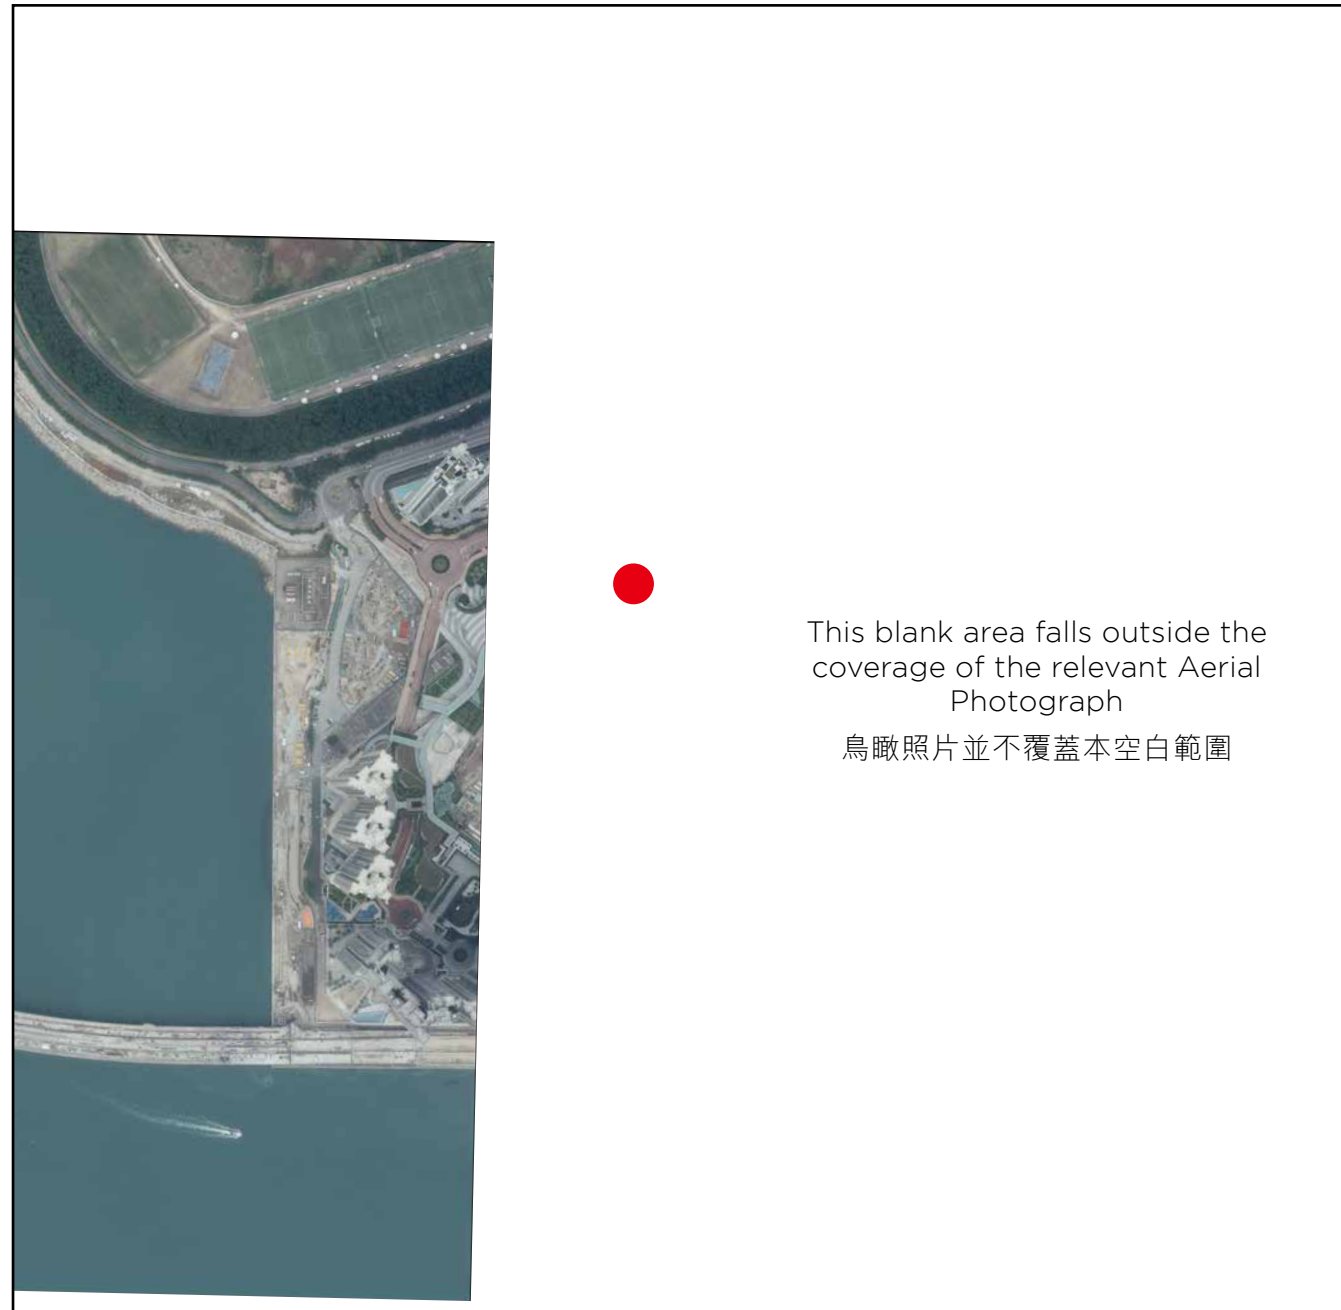 This blank area falls outside the
coverage of the relevant Aerial
Photograph
鳥瞰照片並不覆蓋本空白範圍